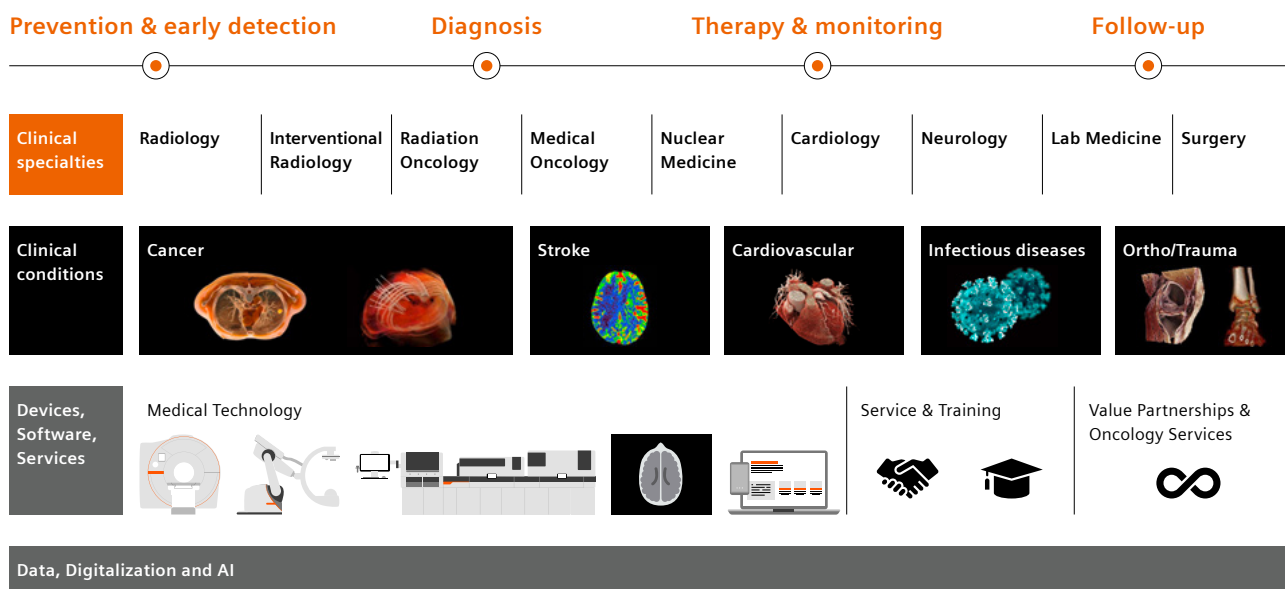 Prevention & early detection
Diagnosis
Therapy & monitoring
Follow-up
Clinical
specialties
Radiology
Interventional
Radiology
Radiation
Oncology
Medical
Oncology
Nuclear
Medicine
Cardiology
Neurology
Lab Medicine
Surgery
Clinical
conditions
Cancer
Stroke
Cardiovascular
Infectious diseases
Ortho/Trauma
Devices,
Software,
Services
Medical Technology
Service & Training
Value Partnerships &
Oncology Services
Data, Digitalization and AI